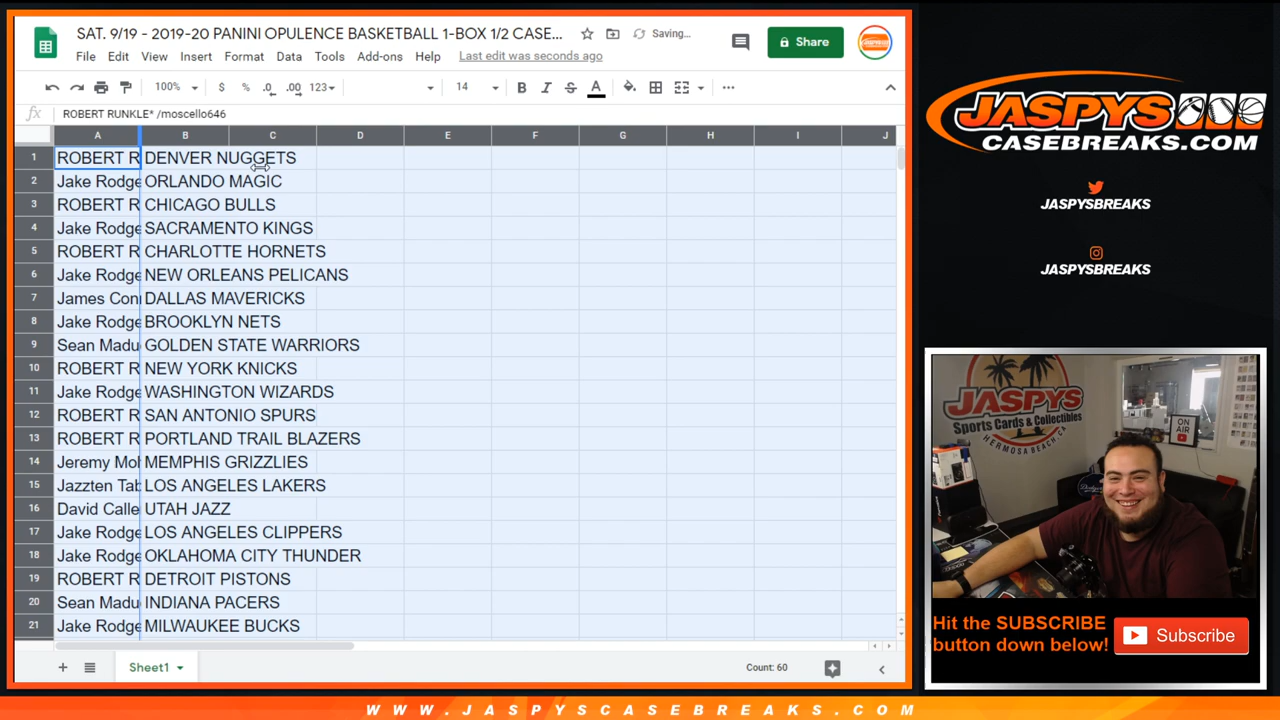 SAT. 9/19 - 2019-20 PANINI OPULENCE BASKETBALL 1-BOX 1/2 CASE...
Saving...
Share
File Edit View Insert Format Data Tools Add-ons Help Last edit was seconds ago
100% $ % .0 .00 123 14 B I S A
fx ROBERT RUNKLE* /moscello646
A B C D E F G H I J
1 ROBERT R DENVER NUGGETS
2 Jake Rodge ORLANDO MAGIC
3 ROBERT R CHICAGO BULLS
4 Jake Rodge SACRAMENTO KINGS
5 ROBERT R CHARLOTTE HORNETS
6 Jake Rodge NEW ORLEANS PELICANS
7 James Con DALLAS MAVERICKS
8 Jake Rodge BROOKLYN NETS
9 Sean Madu GOLDEN STATE WARRIORS
10 ROBERT R NEW YORK KNICKS
11 Jake Rodge WASHINGTON WIZARDS
12 ROBERT R SAN ANTONIO SPURS
13 ROBERT R PORTLAND TRAIL BLAZERS
14 Jeremy Mol MEMPHIS GRIZZLIES
15 Jazzten Tab LOS ANGELES LAKERS
16 David Calle UTAH JAZZ
17 Jake Rodge LOS ANGELES CLIPPERS
18 Jake Rodge OKLAHOMA CITY THUNDER
19 ROBERT R DETROIT PISTONS
20 Sean Madu INDIANA PACERS
21 Jake Rodge MILWAUKEE BUCKS
Sheet1
Count: 60
JASPYS
CASEBREAKS.COM
JASPYSBREAKS
JASPYSBREAKS
JASPYS
Sports Cards & Collectibles
HERMOSA BEACH, CA
ON AIR
Hit the SUBSCRIBE
button down below!
Subscribe
WWW.JASPYSCASEBREAKS.COM